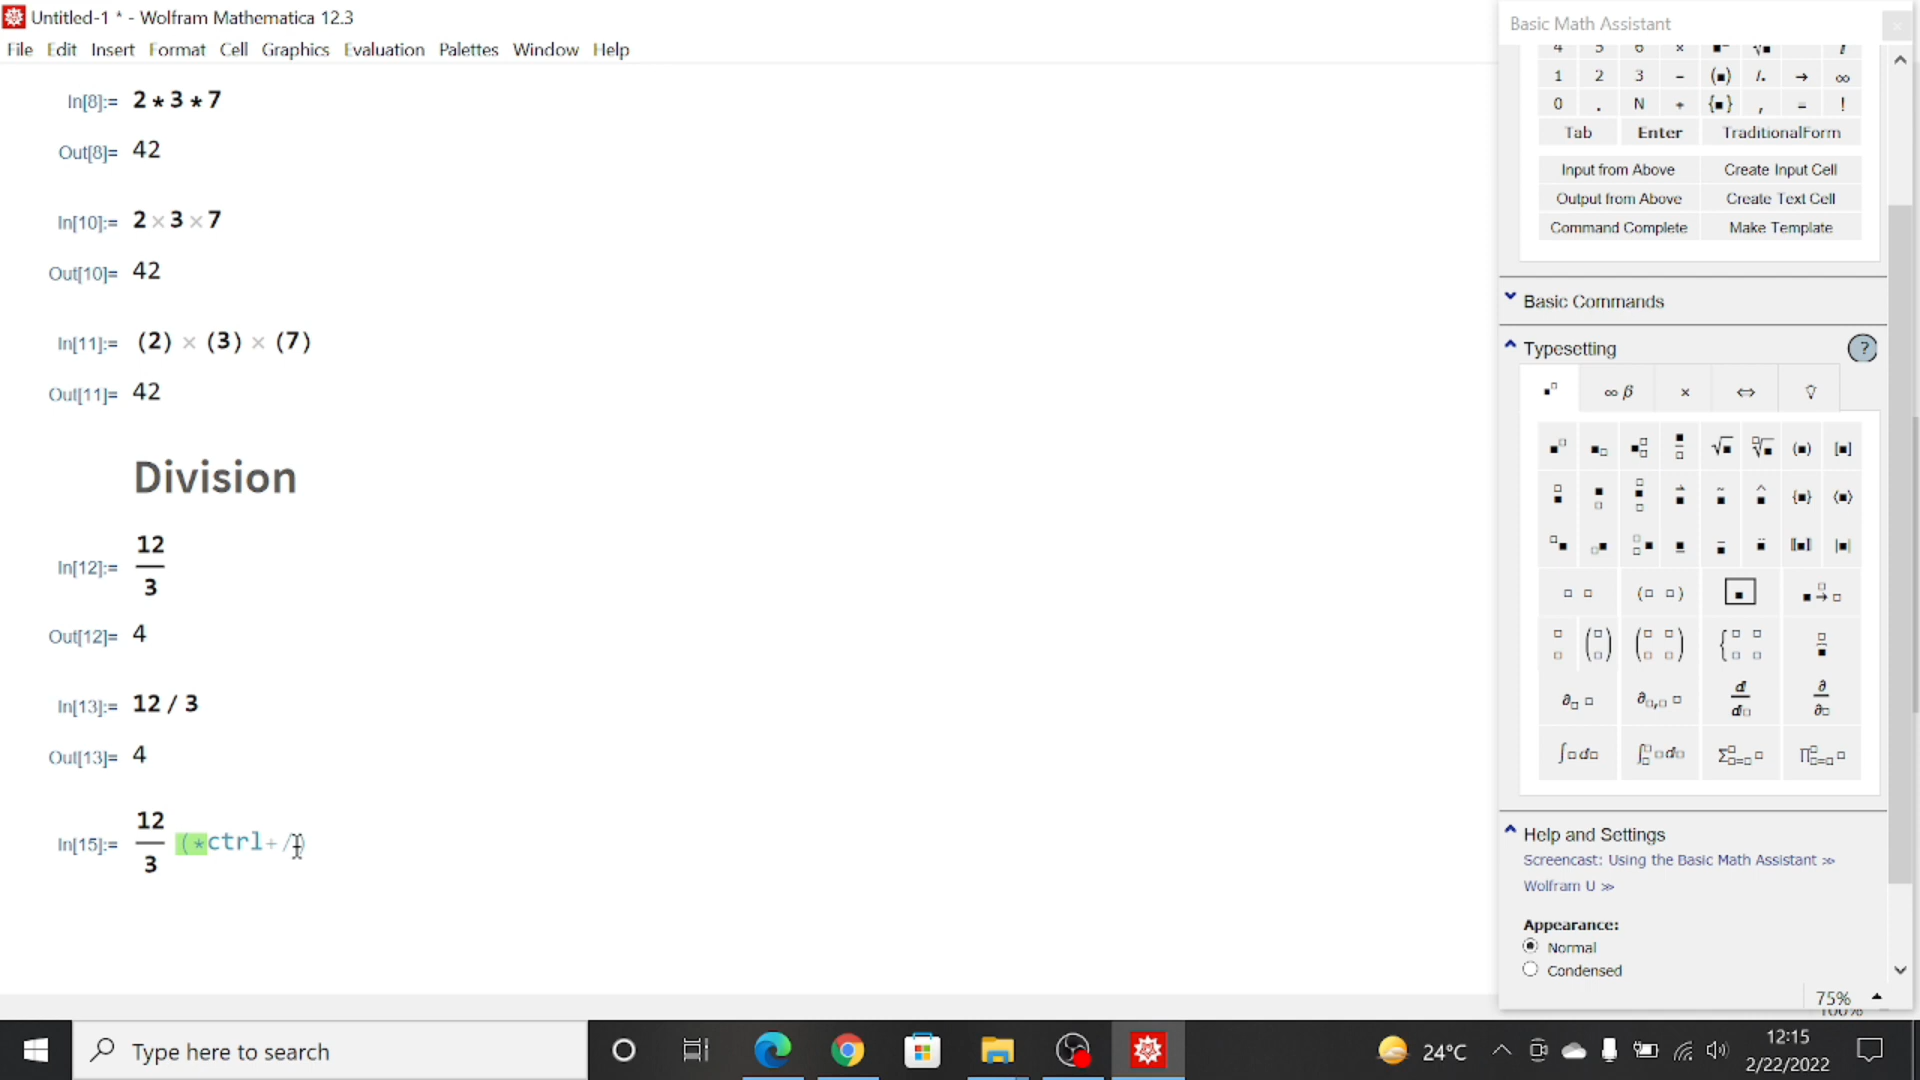 Untitled-1 * - Wolfram Mathematica 12.3
File Edit Insert Format Cell Graphics Evaluation Palettes Window Help
In[8]:= 2 * 3 * 7
Out[8]= 42
In[10]:= 2 × 3 × 7
Out[10]= 42
In[11]:= (2) × (3) × (7)
Out[11]= 42
Division
In[12]:= 12
3
Out[12]= 4
In[13]:= 12 / 3
Out[13]= 4
In[15]:= 12
3 (*ctrl+/)
Basic Math Assistant
4 5 6 ×
1 2 3 − (■) /. → ∞
0 . N + {■} , = !
Tab Enter TraditionalForm
Input from Above Create Input Cell
Output from Above Create Text Cell
Command Complete Make Template
Basic Commands
Typesetting ?
∞ β ×
Help and Settings
Screencast: Using the Basic Math Assistant ≫
Wolfram U ≫
Appearance:
Normal
Condensed
75%
100%
Type here to search
24°C
12:15
2/22/2022